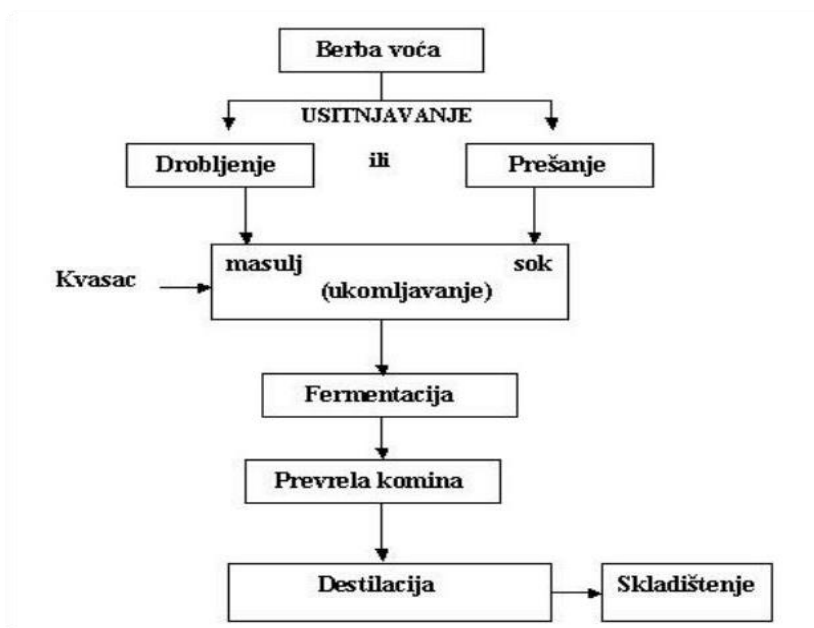 Berba voća
USITNJAVANJE
Drobljenje
ili
Prešanje
masulj
sok
Kvasac
(ukomljavanje)
Fermentacija
Prevrela komina
Destilacija
Skladištenje